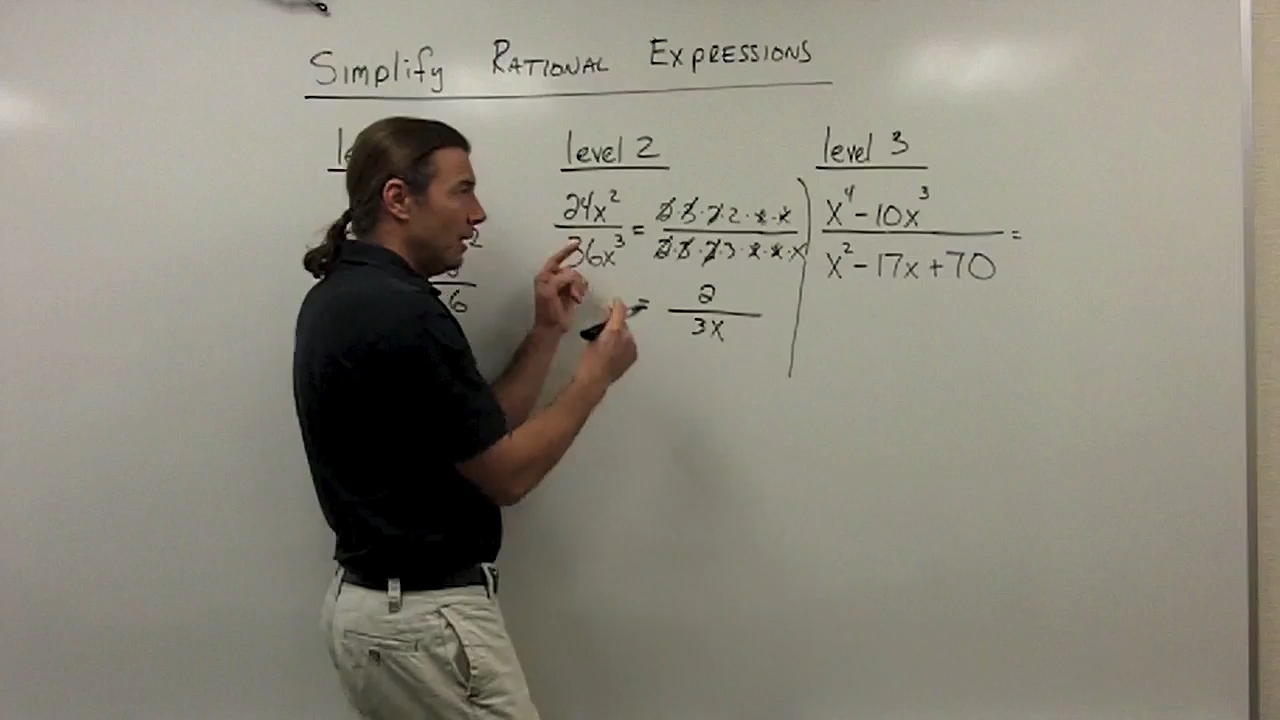 Simplify RATIONAL EXPRESSIONS
level 2
24x² / 36x³ = 2·3·2·2·x·x / 2·3·2·3·x·x·x
= 2 / 3x
level 3
x⁴-10x³ / x²-17x+70 =
6